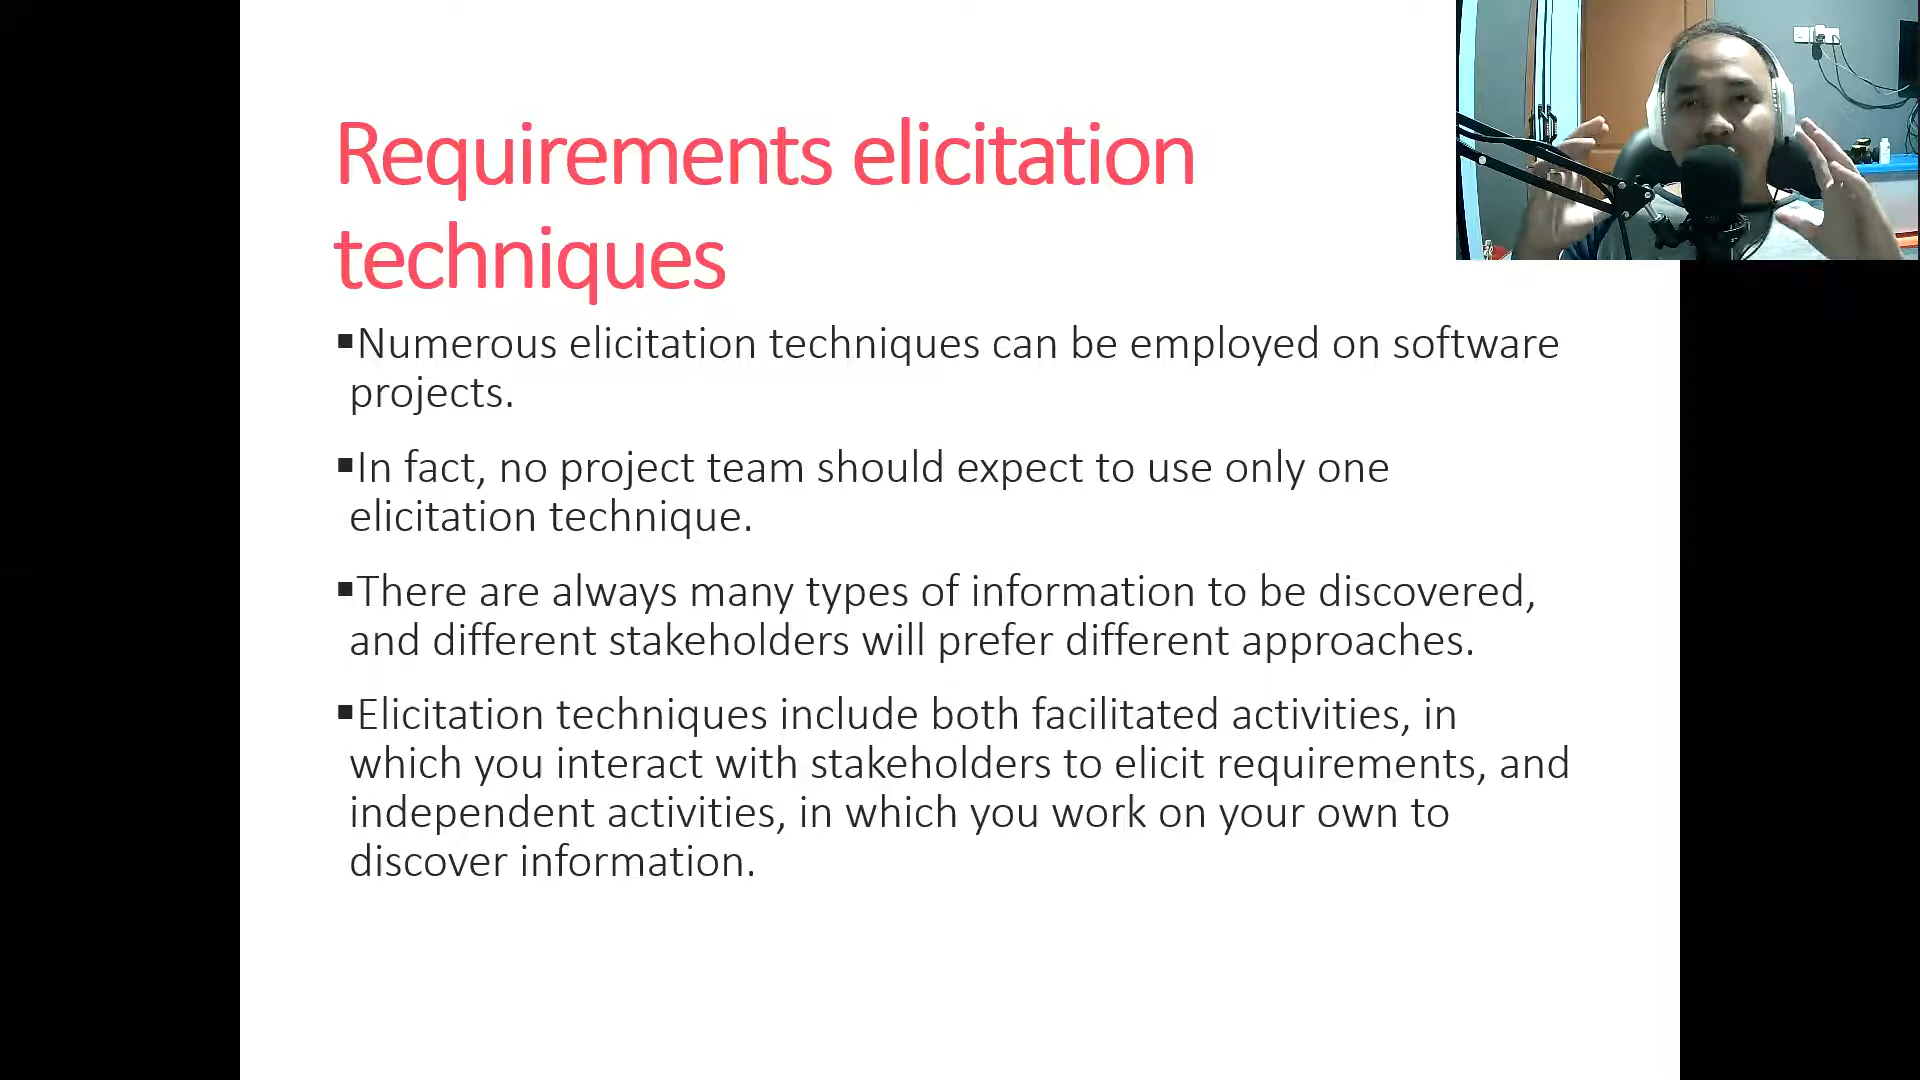 Requirements elicitation
techniques
▪Numerous elicitation techniques can be employed on software
projects.
▪In fact, no project team should expect to use only one
elicitation technique.
▪There are always many types of information to be discovered,
and different stakeholders will prefer different approaches.
▪Elicitation techniques include both facilitated activities, in
which you interact with stakeholders to elicit requirements, and
independent activities, in which you work on your own to
discover information.